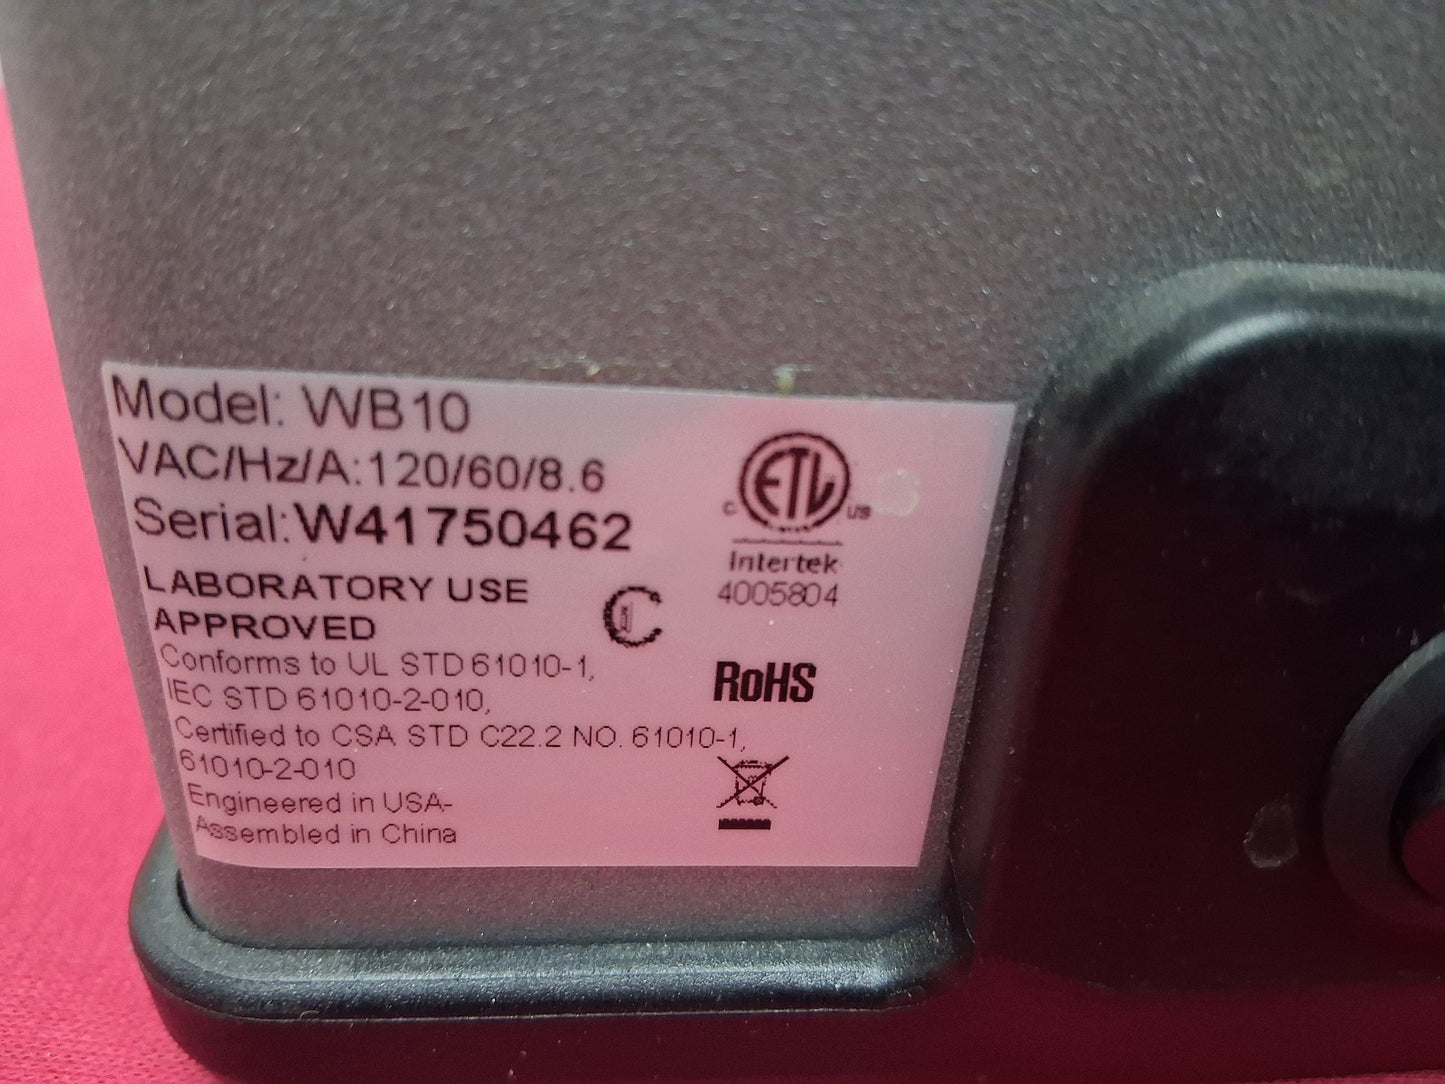 Model: WB10
VAC/Hz/A:120/60/8.6
Serial:W41750462
LABORATORY USE
APPROVED
Conforms to UL STD 61010-1,
IEC STD 61010-2-010,
Certified to CSA STD C22.2 NO. 61010-1,
61010-2-010
Engineered in USA-
Assembled in China
ETL
C US
Intertek
4005804
RoHS